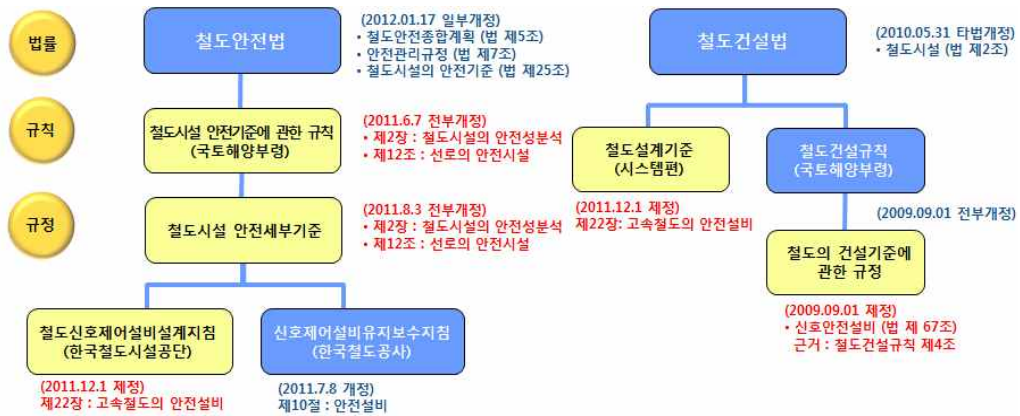 법률
철도안전법
(2012.01.17 일부개정)
• 철도안전종합계획 (법 제5조)
• 안전관리규정 (법 제7조)
• 철도시설의 안전기준 (법 제25조)
철도건설법
(2010.05.31 타법개정)
• 철도시설 (법 제2조)
규칙
철도시설 안전기준에 관한 규칙
(국토해양부령)
(2011.6.7 전부개정)
• 제2장 : 철도시설의 안전성분석
• 제12조 : 선로의 안전시설
철도설계기준
(시스템편)
(2011.12.1 제정)
제22장: 고속철도의 안전설비
철도건설규칙
(국토해양부령)
(2009.09.01 전부개정)
규정
철도시설 안전세부기준
(2011.8.3 전부개정)
• 제2장 : 철도시설의 안전성분석
• 제12조 : 선로의 안전시설
철도의 건설기준에
관한 규정
(2009.09.01 제정)
• 신호안전설비 (법 제 67조)
근거 : 철도건설규칙 제4조
철도신호제어설비설계지침
(한국철도시설공단)
(2011.12.1 제정)
제22장: 고속철도의 안전설비
신호제어설비유지보수지침
(한국철도공사)
(2011.7.8 개정)
제10절 : 안전설비